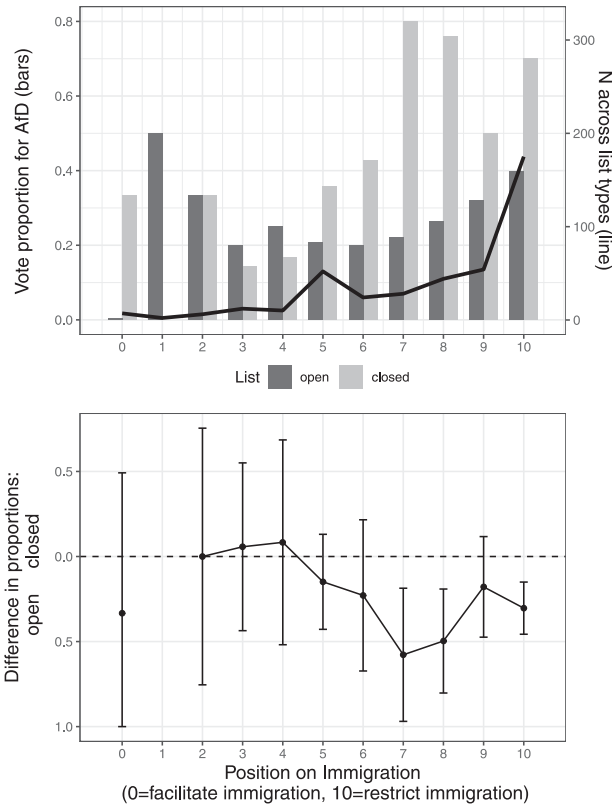 Vote proportion for AfD (bars)
0.8
0.6
0.4
0.2
0.0
300
200
100
0
N across
list types (line)
0 1 2 3 4 5 6 7 8 9 10
List open closed
Difference in proportions:
open closed
0.5
0.0
0.5
1.0
0 1 2 3 4 5 6 7 8 9 10
Position on Immigration
(0=facilitate immigration, 10=restrict immigration)